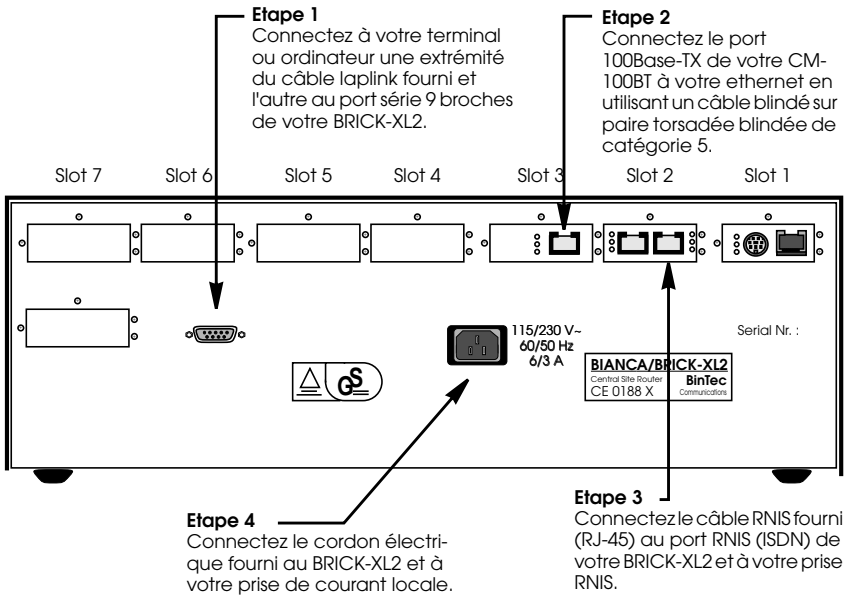 Etape 1
Connectez à votre terminal
ou ordinateur une extrémité
du câble laplink fourni et
l'autre au port série 9 broches
de votre BRICK-XL2.
Etape 2
Connectez le port
100Base-TX de votre CM-
100BT à votre ethernet en
utilisant un câble blindé sur
paire torsadée blindée de
catégorie 5.
Slot 7 Slot 6 Slot 5 Slot 4 Slot 3 Slot 2 Slot 1
115/230 V~
60/50 Hz
6/3 A
Serial Nr. :
GS
BIANCA/BRICK-XL2
Central Site Router BinTec
CE 0188 X Communications
Etape 4
Connectez le cordon électri-
que fourni au BRICK-XL2 et à
votre prise de courant locale.
Etape 3
Connectez le câble RNIS fourni
(RJ-45) au port RNIS (ISDN) de
votre BRICK-XL2 et à votre prise
RNIS.